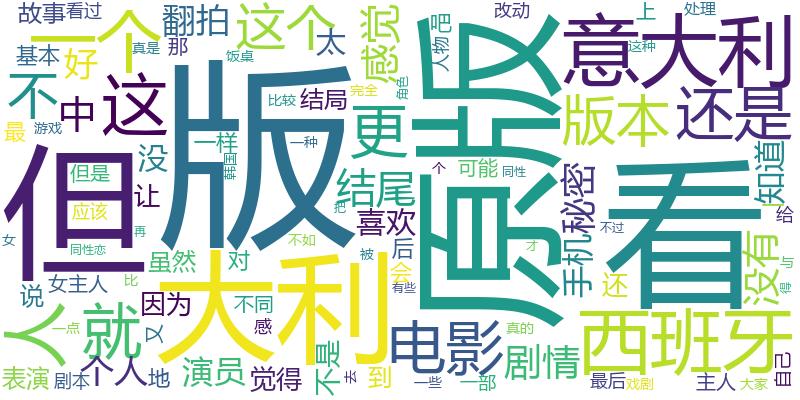 故事
看过
翻拍
这个
感觉
改动
上
处理
一个
基本
真是
那
饭桌
太
人物
吧
这种
意大利
好
不
中
这
最
游戏
比较
结局
完全
角色
版本
还是
没
一样
韩国
一种
更
原版
但
版
看
但是
让
应该
结尾
可能
个
同性
秘密
知道
给
女
同性恋
再
不如
喜欢
把
手机
不过
没有
与
得
说
女主人
比
虽然
对
大利
后
会
被
有些
才
还
人
一点
就
又
因为
不同
感
电影
真的
剧情
西班牙
自己
表演
剧本
个人
地
演员
觉得
不是
去
到
一些
一部
最后
戏剧
主人
大家